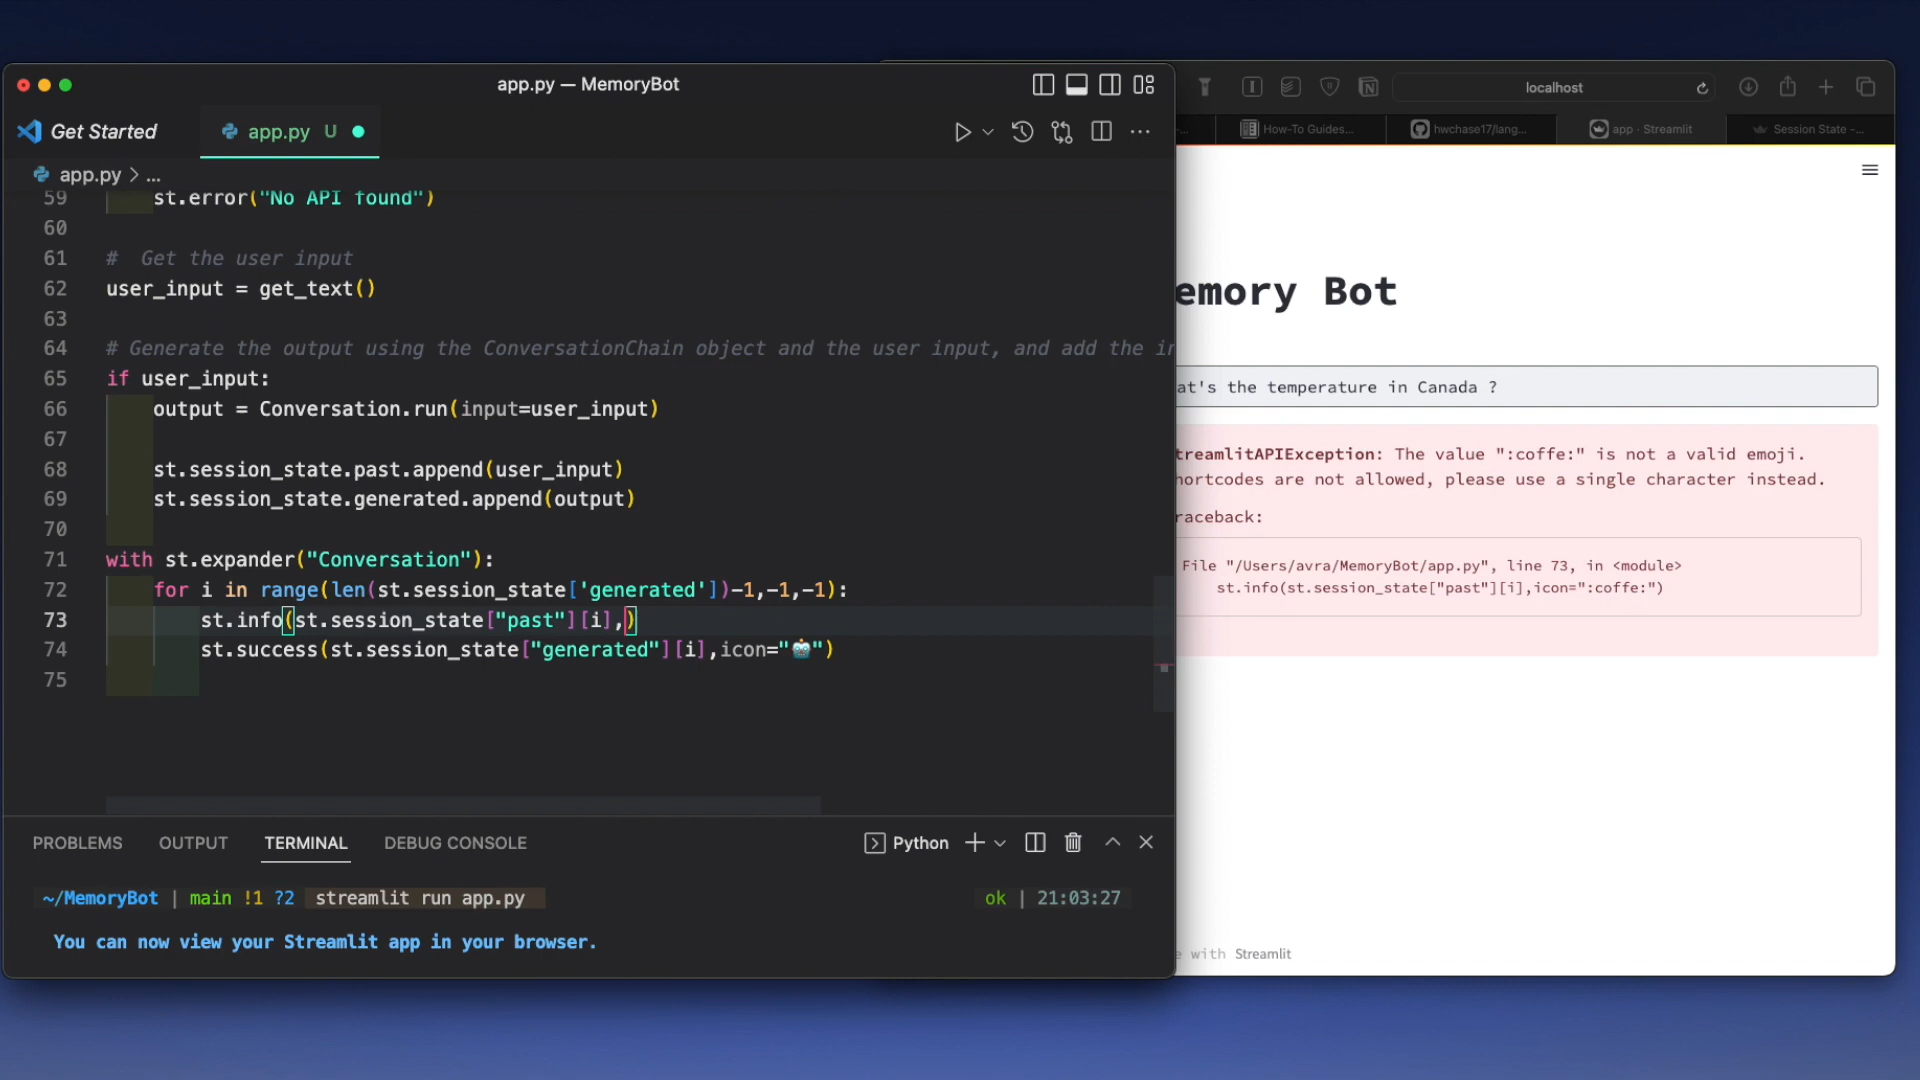 app.py — MemoryBot
Get Started
app.py U
app.py > ...
59 st.error("No API found")
60
61 # Get the user input
62 user_input = get_text()
63
64 # Generate the output using the ConversationChain object and the user input, and add the in
65 if user_input:
66 output = Conversation.run(input=user_input)
67
68 st.session_state.past.append(user_input)
69 st.session_state.generated.append(output)
70
71 with st.expander("Conversation"):
72 for i in range(len(st.session_state['generated'])-1,-1,-1):
73 st.info(st.session_state["past"][i],)
74 st.success(st.session_state["generated"][i],icon="🤖")
75
PROBLEMS OUTPUT TERMINAL DEBUG CONSOLE Python
~/MemoryBot | main !1 ?2 streamlit run app.py ok | 21:03:27
You can now view your Streamlit app in your browser.
localhost
How-To Guides... hwchase17/lang... app · Streamlit Session State -...
emory Bot
at's the temperature in Canada ?
treamlitAPIException: The value ":coffe:" is not a valid emoji.
hortcodes are not allowed, please use a single character instead.
raceback:
File "/Users/avra/MemoryBot/app.py", line 73, in <module>
st.info(st.session_state["past"][i],icon=":coffe:")
e with Streamlit